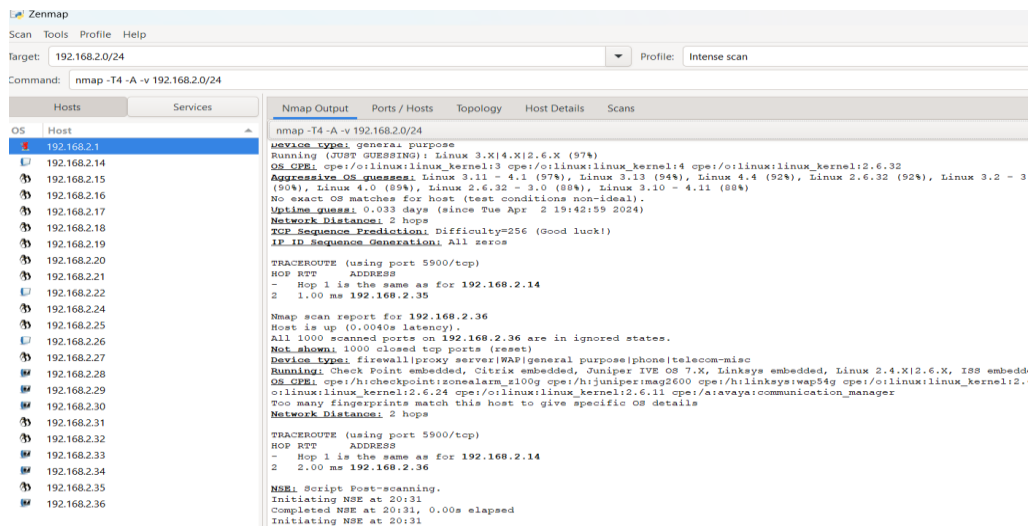 Zenmap
Scan Tools Profile Help
Target: 192.168.2.0/24 Profile: Intense scan
Command: nmap -T4 -A -v 192.168.2.0/24
Hosts Services
OS Host
192.168.2.1
192.168.2.14
192.168.2.15
192.168.2.16
192.168.2.17
192.168.2.18
192.168.2.19
192.168.2.20
192.168.2.21
192.168.2.22
192.168.2.24
192.168.2.25
192.168.2.26
192.168.2.27
192.168.2.28
192.168.2.29
192.168.2.30
192.168.2.31
192.168.2.32
192.168.2.33
192.168.2.34
192.168.2.35
192.168.2.36
Nmap Output Ports / Hosts Topology Host Details Scans
nmap -T4 -A -v 192.168.2.0/24
Device type: general purpose
Running (JUST GUESSING): Linux 3.X|4.X|2.6.X (97%)
OS CPE: cpe:/o:linux:linux_kernel:3 cpe:/o:linux:linux_kernel:4 cpe:/o:linux:linux_kernel:2.6.32
Aggressive OS guesses: Linux 3.11 - 4.1 (97%), Linux 3.13 (94%), Linux 4.4 (92%), Linux 2.6.32 (92%), Linux 3.2 - 3
(90%), Linux 4.0 (89%), Linux 2.6.32 - 3.0 (88%), Linux 3.10 - 4.11 (88%)
No exact OS matches for host (test conditions non-ideal).
Uptime guess: 0.033 days (since Tue Apr 2 19:42:59 2024)
Network Distance: 2 hops
TCP Sequence Prediction: Difficulty=256 (Good luck!)
IP ID Sequence Generation: All zeros
TRACEROUTE (using port 5900/tcp)
HOP RTT ADDRESS
- Hop 1 is the same as for 192.168.2.14
2 1.00 ms 192.168.2.35
Nmap scan report for 192.168.2.36
Host is up (0.0040s latency).
All 1000 scanned ports on 192.168.2.36 are in ignored states.
Not shown: 1000 closed tcp ports (reset)
Device type: firewall|proxy server|WAP|general purpose|phone|telecom-misc
Running: Check Point embedded, Citrix embedded, Juniper IVE OS 7.X, Linksys embedded, Linux 2.4.X|2.6.X, ISS embedd
OS CPE: cpe:/h:checkpoint:zonealarm_z100g cpe:/h:juniper:mag2600 cpe:/h:linksys:wap54g cpe:/o:linux:linux_kernel:2.
o:linux:linux_kernel:2.6.24 cpe:/o:linux:linux_kernel:2.6.11 cpe:/a:avaya:communication_manager
Too many fingerprints match this host to give specific OS details
Network Distance: 2 hops
TRACEROUTE (using port 5900/tcp)
HOP RTT ADDRESS
- Hop 1 is the same as for 192.168.2.14
2 2.00 ms 192.168.2.36
NSE: Script Post-scanning.
Initiating NSE at 20:31
Completed NSE at 20:31, 0.00s elapsed
Initiating NSE at 20:31